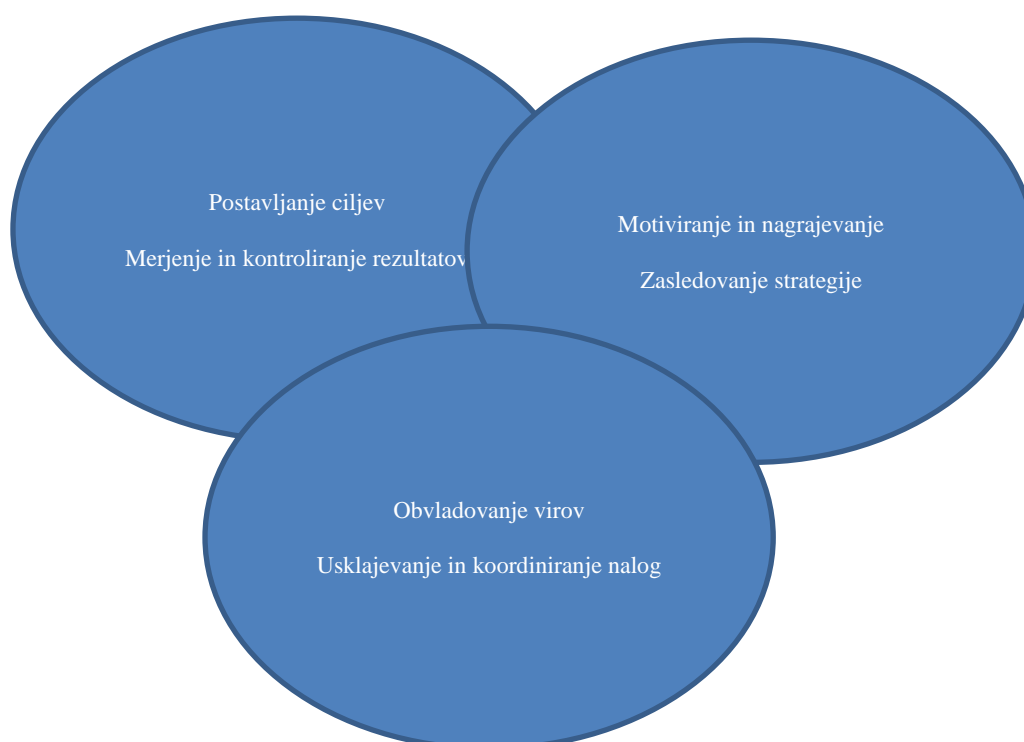 Postavljanje ciljev
Merjenje in kontroliranje rezultatov
Motiviranje in nagrajevanje
Zasledovanje strategije
Obvladovanje virov
Usklajevanje in koordiniranje nalog